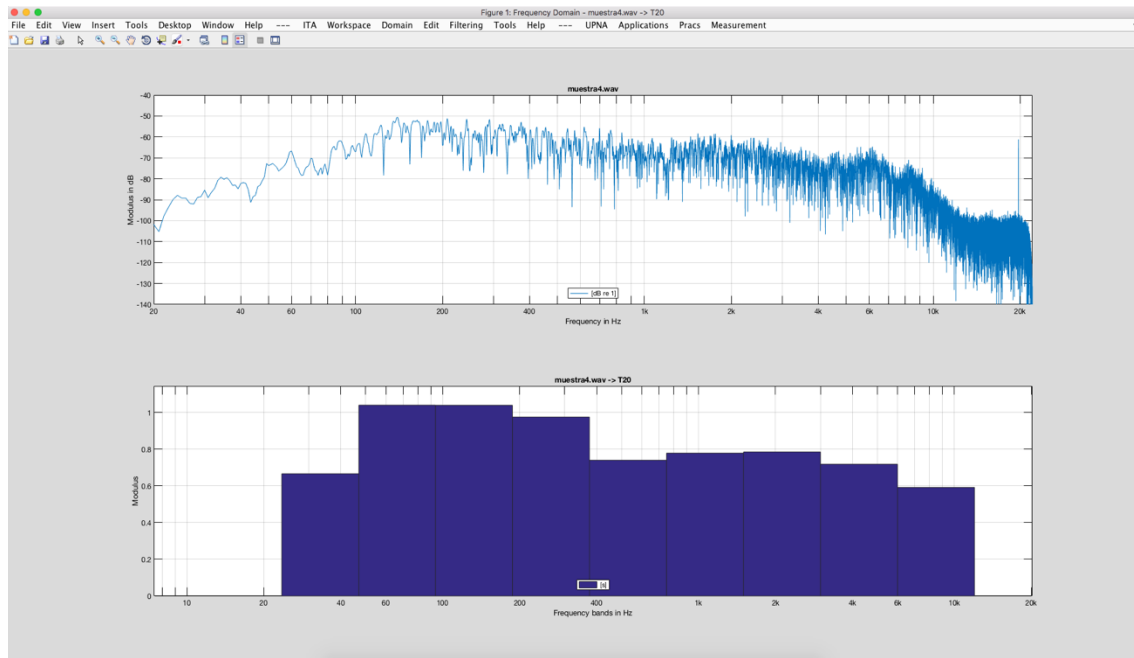 Figure 1: Frequency Domain - muestra4.wav -> T20
File Edit View Insert Tools Desktop Window Help --- ITA Workspace Domain Edit Filtering Tools Help --- UPNA Applications Pracs Measurement
muestra4.wav
-40
-50
-60
-70
-80
-90
-100
-110
-120
-130
-140
Modulus in dB
[dB re 1]
20 40 60 100 200 400 600 1k 2k 4k 6k 10k 20k
Frequency in Hz
muestra4.wav -> T20
1
0.8
0.6
0.4
0.2
0
Modulus
[s]
10 20 40 60 100 200 400 1k 2k 4k 6k 10k 20k
Frequency bands in Hz